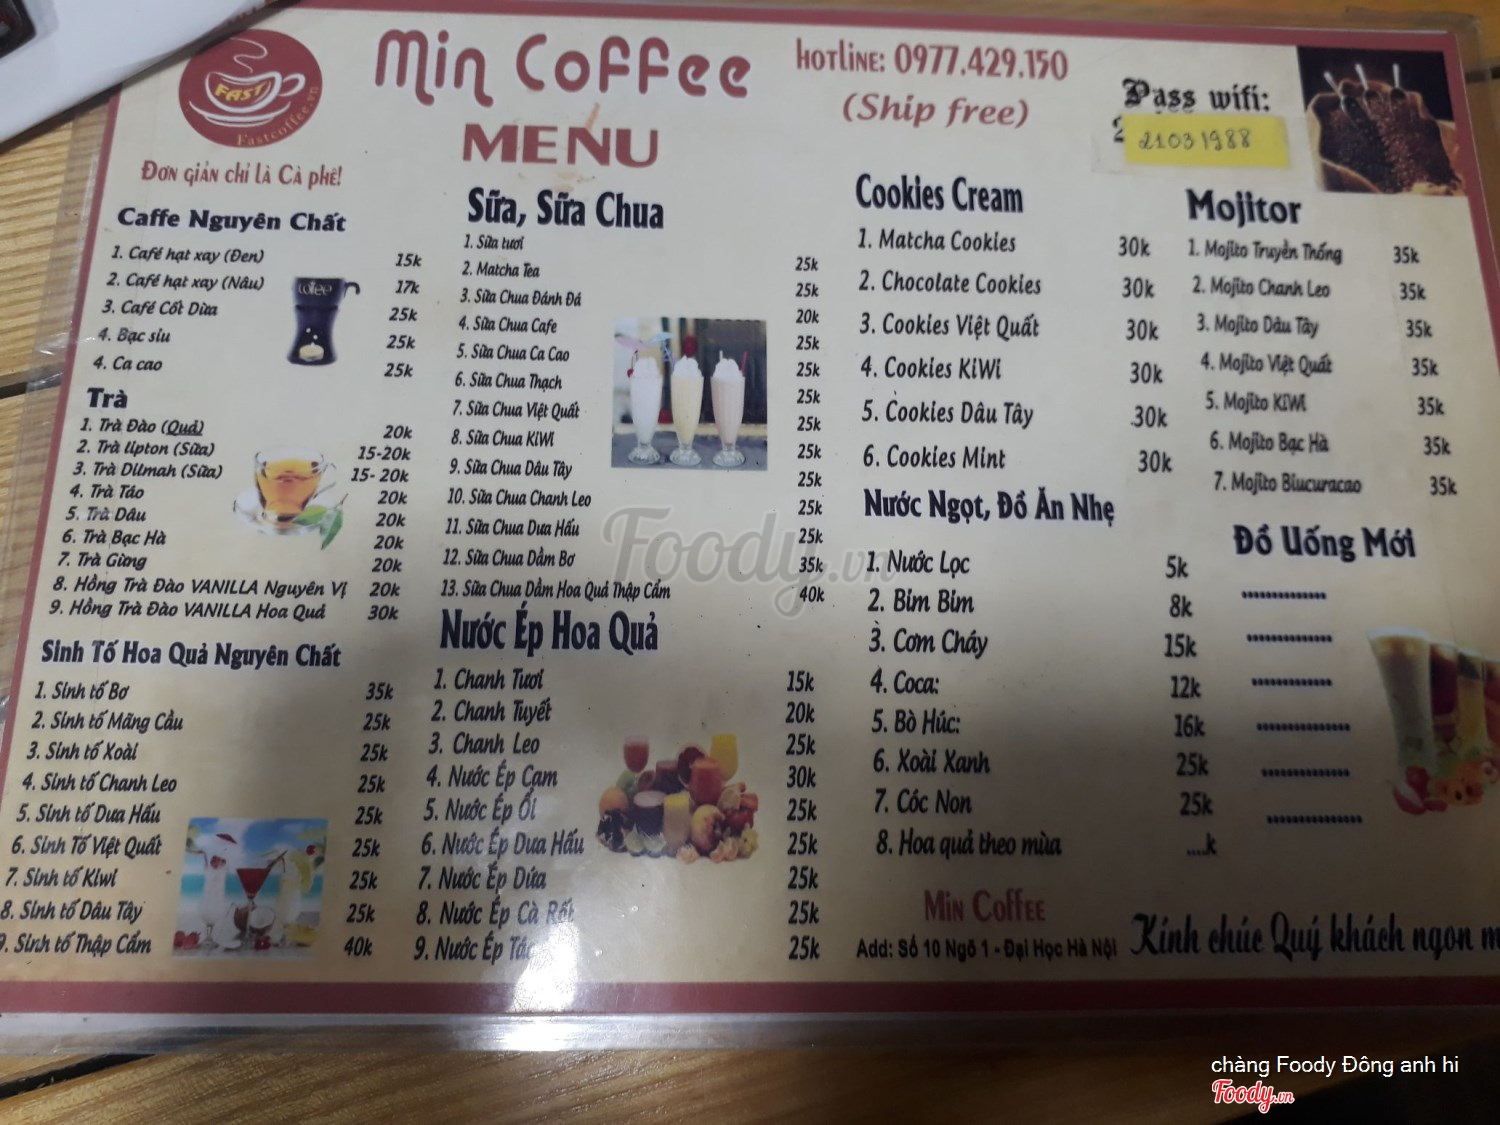 FAST
Fastcoffee.vn
Đơn giản chỉ là Cà phê!
Min Coffee
MENU
Hotline: 0977.429.150
(Ship free)
Pass wifi:
21031988
Caffe Nguyên Chất
1. Café hạt xay (Đen) 15k
2. Café hạt xay (Nâu) 17k
3. Café Cốt Dừa 25k
4. Bạc sỉu 25k
4. Ca cao 25k
coffee
Trà
1. Trà Đào (Quả) 20k
2. Trà lipton (Sữa) 15-20k
3. Trà Dilmah (Sữa) 15- 20k
4. Trà Táo 20k
5. Trà Dâu 20k
6. Trà Bạc Hà 20k
7. Trà Gừng 20k
8. Hồng Trà Đào VANILLA Nguyên Vị 20k
9. Hồng Trà Đào VANILLA Hoa Quả 30k
Sinh Tố Hoa Quả Nguyên Chất
1. Sinh tố Bơ 35k
2. Sinh tố Mãng Cầu 25k
3. Sinh tố Xoài 25k
4. Sinh tố Chanh Leo 25k
5. Sinh tố Dưa Hấu 25k
6. Sinh Tố Việt Quất 25k
7. Sinh tố Kiwi 25k
8. Sinh tố Dâu Tây 25k
9. Sinh tố Thập Cẩm 40k
Sữa, Sữa Chua
1. Sữa tươi 25k
2. Matcha Tea 25k
3. Sữa Chua Đánh Đá 20k
4. Sữa Chua Cafe 25k
5. Sữa Chua Ca Cao 25k
6. Sữa Chua Thạch 25k
7. Sữa Chua Việt Quất 25k
8. Sữa Chua KiWi 25k
9. Sữa Chua Dâu Tây 25k
10. Sữa Chua Chanh Leo 25k
11. Sữa Chua Dưa Hấu 25k
12. Sữa Chua Dầm Bơ 35k
13. Sữa Chua Dầm Hoa Quả Thập Cẩm 40k
Nước Ép Hoa Quả
1. Chanh Tươi 15k
2. Chanh Tuyết 20k
3. Chanh Leo 25k
4. Nước Ép Cam 30k
5. Nước Ép Ổi 25k
6. Nước Ép Dưa Hấu 25k
7. Nước Ép Dứa 25k
8. Nước Ép Cà Rốt 25k
9. Nước Ép Táo 25k
Cookies Cream
1. Matcha Cookies 30k
2. Chocolate Cookies 30k
3. Cookies Việt Quất 30k
4. Cookies KiWi 30k
5. Cookies Dâu Tây 30k
6. Cookies Mint 30k
Nước Ngọt, Đồ Ăn Nhẹ
1. Nước Lọc 5k
2. Bim Bim 8k
3. Cơm Cháy 15k
4. Coca: 12k
5. Bò Húc: 16k
6. Xoài Xanh 25k
7. Cóc Non 25k
8. Hoa quả theo mùa ....k
Min Coffee
Add: Số 10 Ngõ 1 - Đại Học Hà Nội
Mojitor
1. Mojito Truyền Thống 35k
2. Mojito Chanh Leo 35k
3. Mojito Dâu Tây 35k
4. Mojito Việt Quất 35k
5. Mojito KiWi 35k
6. Mojito Bạc Hà 35k
7. Mojito Blucuracao 35k
Đồ Uống Mới
Kính chúc Quý khách ngon
Foody.vn
chàng Foody Đông anh hi
Foody.vn